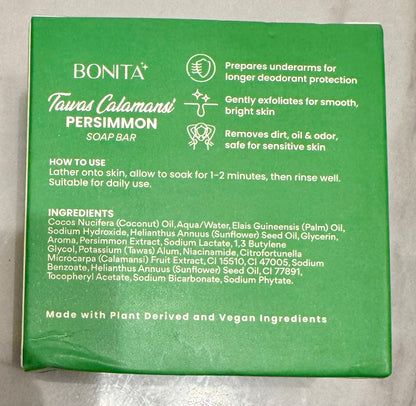 BONITA
Tawas Calamansi
PERSIMMON
SOAP BAR
Prepares underarms for
longer deodorant protection
Gently exfoliates for smooth,
bright skin
Removes dirt, oil & odor,
safe for sensitive skin
HOW TO USE
Lather onto skin, allow to soak for 1-2 minutes, then rinse well.
Suitable for daily use.
INGREDIENTS
Cocos Nucifera (Coconut) Oil, Aqua/Water, Elais Guineensis (Palm) Oil,
Sodium Hydroxide, Helianthus Annuus (Sunflower) Seed Oil, Glycerin,
Aroma, Persimmon Extract, Sodium Lactate, 1,3 Butylene
Glycol, Potassium (Tawas) Alum, Niacinamide, Citrofortunella
Microcarpa (Calamansi) Fruit Extract, CI 15510, CI 47005, Sodium
Benzoate, Helianthus Annuus (Sunflower) Seed Oil, CI 77891,
Tocopheryl Acetate, Sodium Bicarbonate, Sodium Phytate.
Made with Plant Derived and Vegan Ingredients